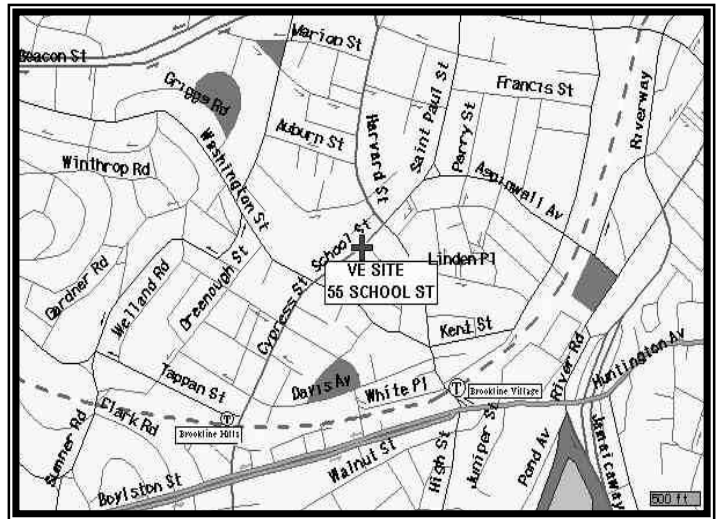 Beacon St
Marion St
Griggs Rd
Francis St
Riverway
Harvard St
Saint Paul St
Perry St
Auburn St
Washington St
Winthrop Rd
Aspinwall Av
School St
Linden Pl
VE SITE
55 SCHOOL ST
Gardner Rd
Welland Rd
Greenough St
Cypress St
Kent St
River Rd
Huntington Av
Tappan St
Davis Av
White Pl
T
Brookline Village
Clark Rd
Sumner Rd
T
Brookline Hills
Boylston St
Walnut St
High St
Juniper St
Pond Av
Jamaicaway
500 ft